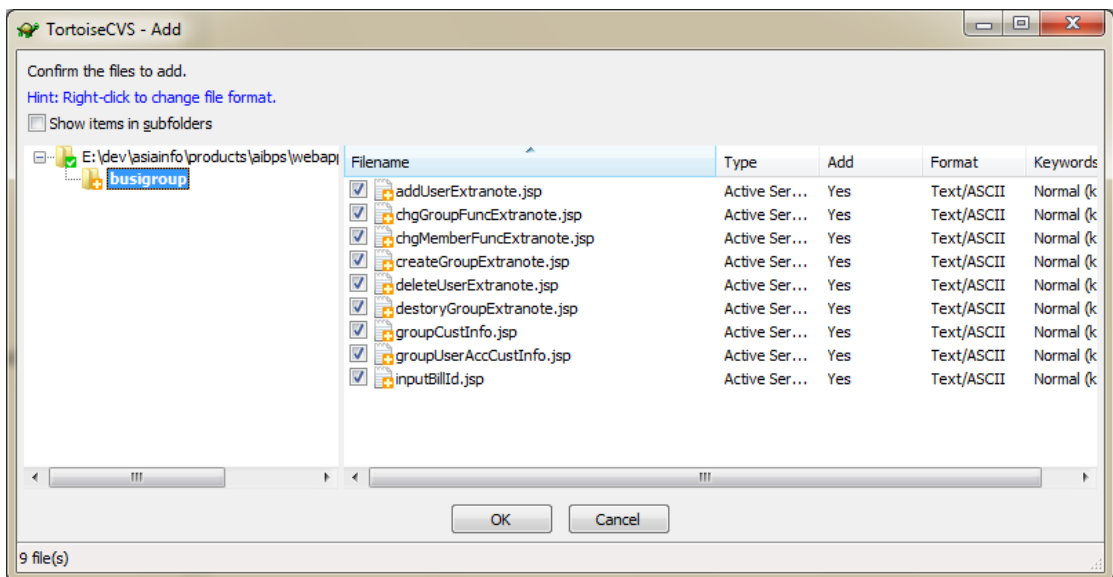 TortoiseCVS - Add
Confirm the files to add.
Hint: Right-click to change file format.
Show items in subfolders
E:\dev\asiainfo\products\aibps\webapp
busigroup
Filename Type Add Format Keywords
addUserExtranote.jsp Active Ser... Yes Text/ASCII Normal (k
chgGroupFuncExtranote.jsp Active Ser... Yes Text/ASCII Normal (k
chgMemberFuncExtranote.jsp Active Ser... Yes Text/ASCII Normal (k
createGroupExtranote.jsp Active Ser... Yes Text/ASCII Normal (k
deleteUserExtranote.jsp Active Ser... Yes Text/ASCII Normal (k
destoryGroupExtranote.jsp Active Ser... Yes Text/ASCII Normal (k
groupCustInfo.jsp Active Ser... Yes Text/ASCII Normal (k
groupUserAccCustInfo.jsp Active Ser... Yes Text/ASCII Normal (k
inputBillId.jsp Active Ser... Yes Text/ASCII Normal (k
OK Cancel
9 file(s)